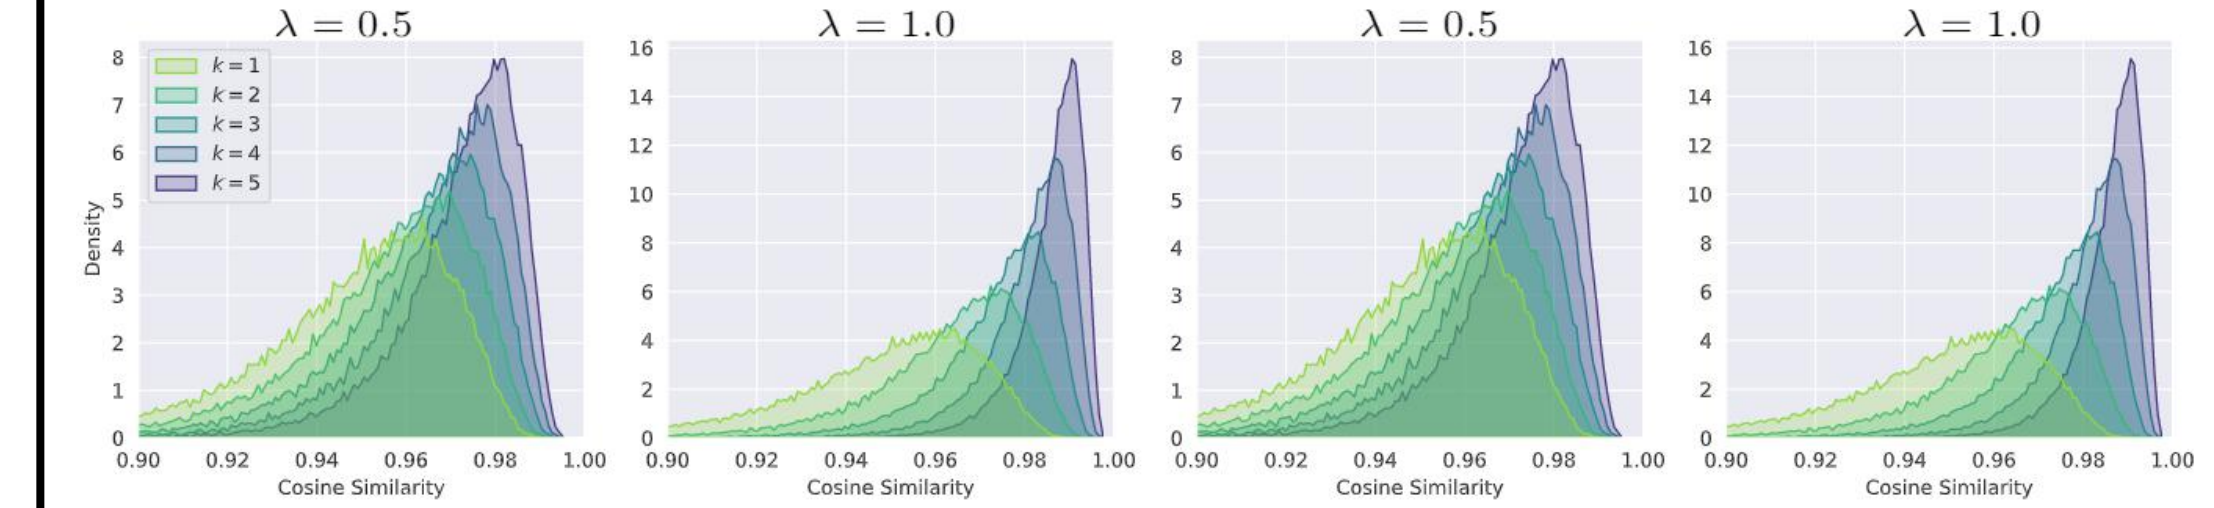 λ = 0.5
8
7
6
5
4
3
2
1
0
Density
k = 1
k = 2
k = 3
k = 4
k = 5
0.90 0.92 0.94 0.96 0.98 1.00
Cosine Similarity
λ = 1.0
16
14
12
10
8
6
4
2
0
0.90 0.92 0.94 0.96 0.98 1.00
Cosine Similarity
λ = 0.5
8
7
6
5
4
3
2
1
0
0.90 0.92 0.94 0.96 0.98 1.00
Cosine Similarity
λ = 1.0
16
14
12
10
8
6
4
2
0
0.90 0.92 0.94 0.96 0.98 1.00
Cosine Similarity